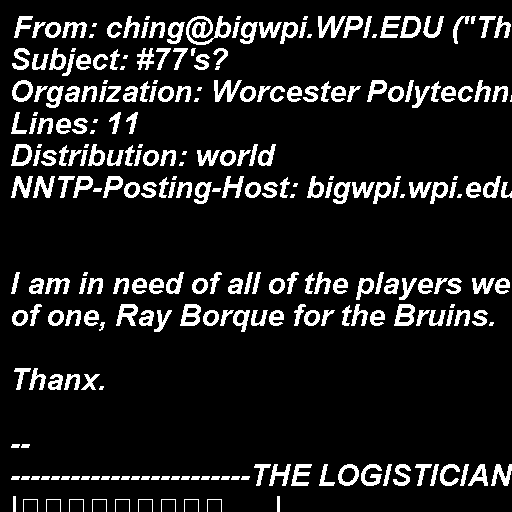 From: ching@bigwpi.WPI.EDU ("Th
Subject: #77's?
Organization: Worcester Polytechni
Lines: 11
Distribution: world
NNTP-Posting-Host: bigwpi.wpi.edu
I am in need of all of the players we
of one, Ray Borque for the Bruins.
Thanx.
--
------------------------THE LOGISTICIAN
|□□□□□□□□□ |